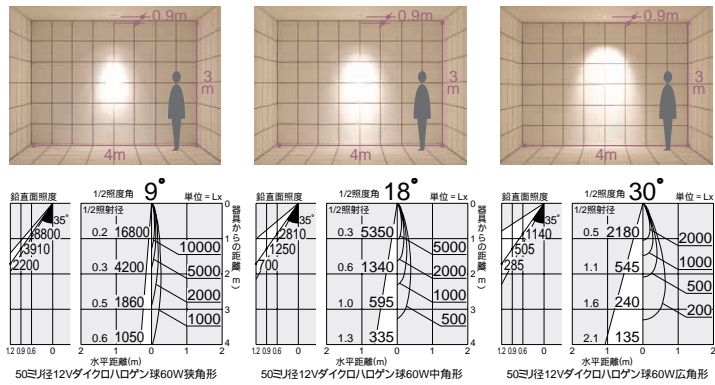 0.9m
3m
4m
0.9m
3m
4m
0.9m
3m
4m
鉛直面照度
1/2照度角 9° 単位=Lx
1/2照射径
35°
8800
3910
2200
0.2 16800
0.3 4200
0.5 1860
0.6 1050
10000
5000
2000
1000
0
1
2
3
4
器具からの距離(m)
1.2 0.9 0.6 0
2 1 0 1 2
水平距離(m)
50ミリ径12Vダイクロハロゲン球60W狭角形
鉛直面照度
1/2照度角 18° 単位=Lx
1/2照射径
35°
2810
1250
700
0.3 5350
0.6 1340
1.0 595
1.3 335
5000
2000
1000
500
0
1
2
3
4
器具からの距離(m)
1.2 0.9 0.6 0
2 1 0 1 2
水平距離(m)
50ミリ径12Vダイクロハロゲン球60W中角形
鉛直面照度
1/2照度角 30° 単位=Lx
1/2照射径
35°
1140
505
285
0.5 2180
1.1 545
1.6 240
2.1 135
2000
1000
500
200
1.2 0.9 0.6 0
2 1 0 1 2
水平距離(m)
50ミリ径12Vダイクロハロゲン球60W広角形